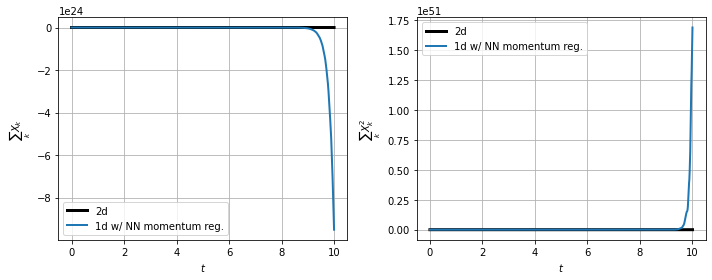 1e24
0
−2
−4
−6
−8
∑ X_k
k
2d
1d w/ NN momentum reg.
0 2 4 6 8 10
t
1e51
1.75
1.50
1.25
1.00
0.75
0.50
0.25
0.00
∑ X_k^2
k
2d
1d w/ NN momentum reg.
0 2 4 6 8 10
t